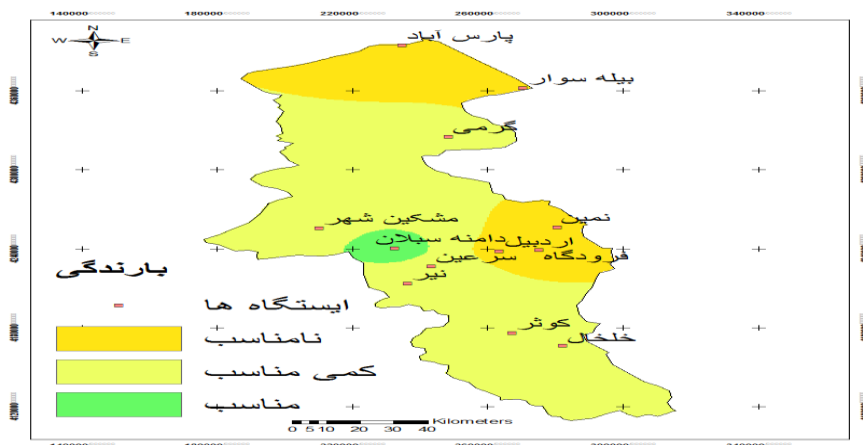 140000 180000 220000 260000 300000 340000
N
W E
S
پارس آباد
بیله سوار
گرمی
مشکین شهر
نمین
دامنه سبلان
اردبیل
فرودگاه
سرعین
نیر
کوثر
خلخال
بارندگی
ایستگاه ها
نامناسب
کمی مناسب
مناسب
Kilometers
0 5 10 20 30 40